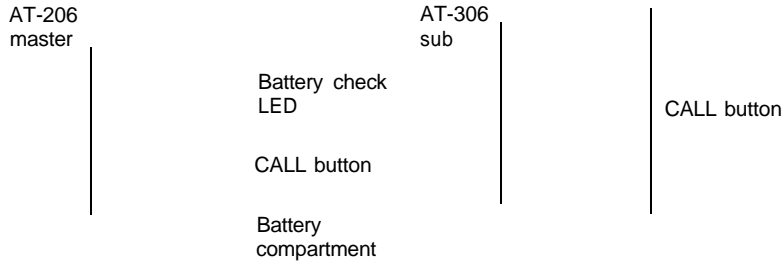 AT-206
master
Battery check
LED
CALL button
Battery
compartment
AT-306
sub
CALL button